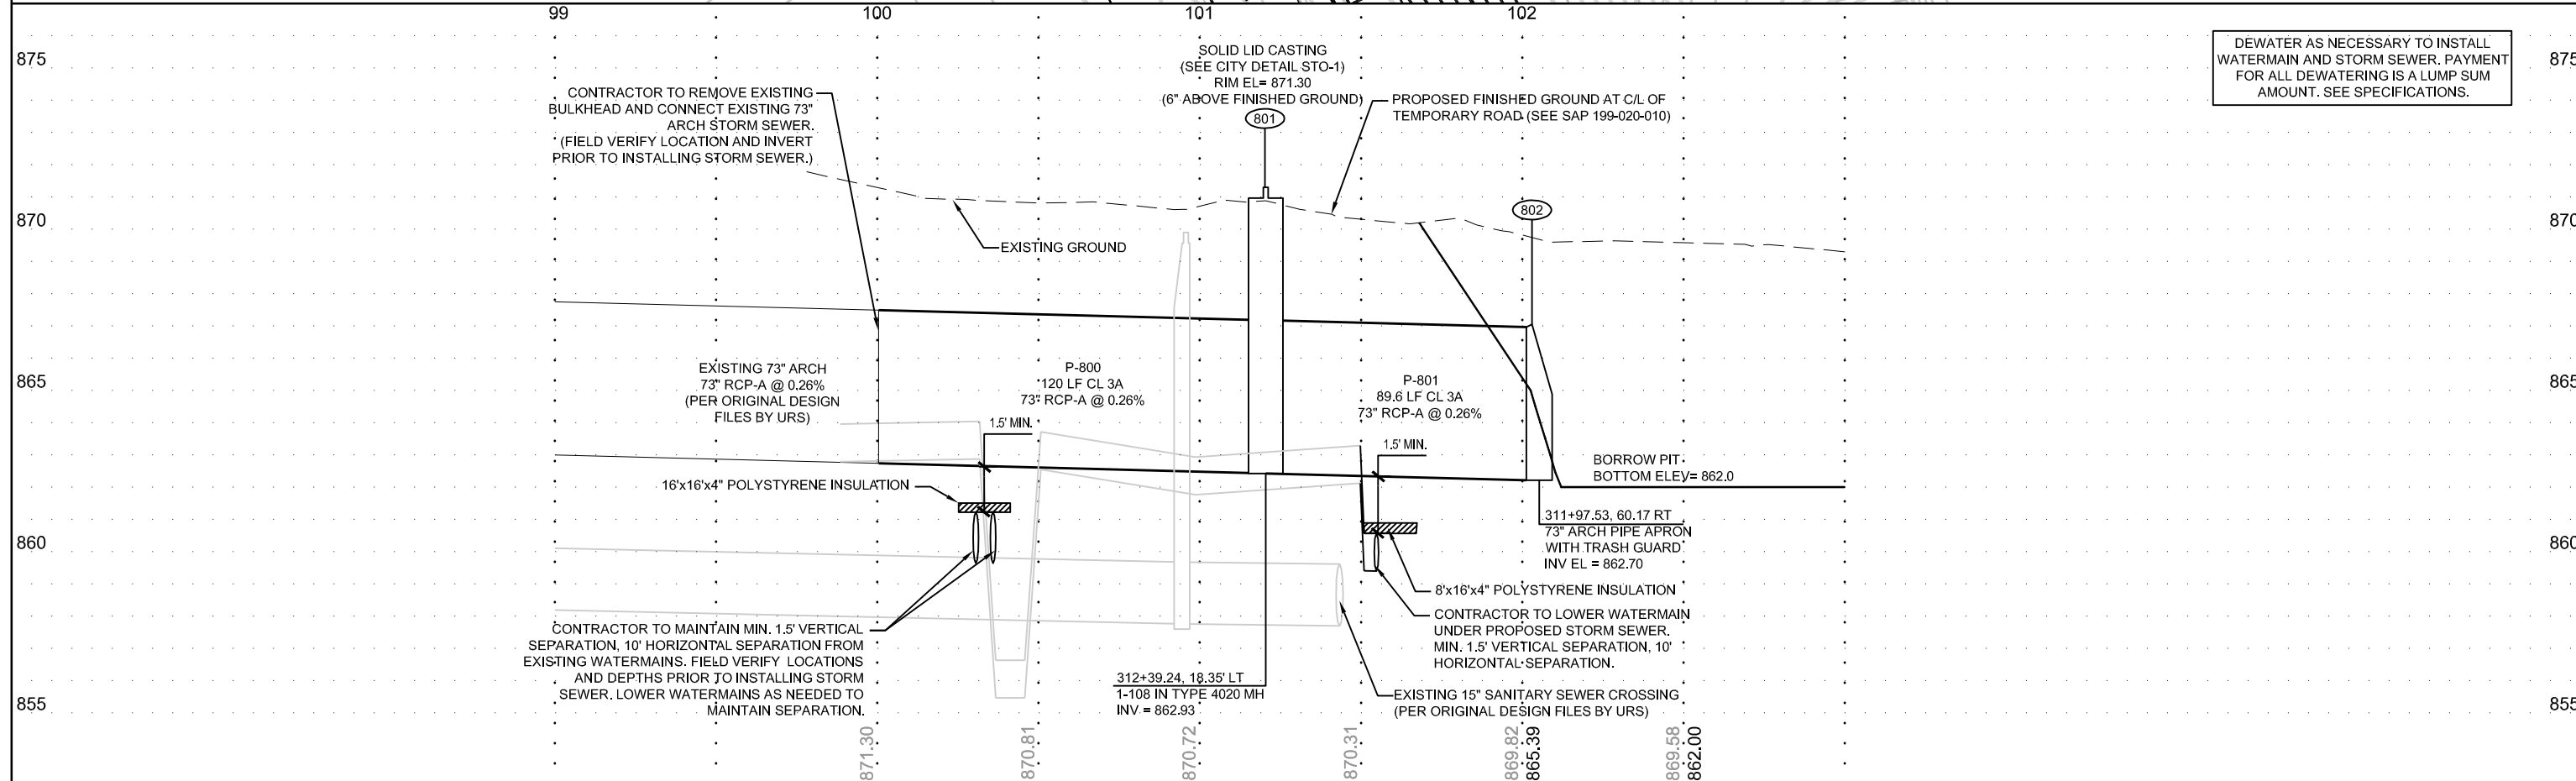 99
100
101
102
875
870
865
860
855
CONTRACTOR TO REMOVE EXISTING
BULKHEAD AND CONNECT EXISTING 73"
ARCH STORM SEWER.
(FIELD VERIFY LOCATION AND INVERT
PRIOR TO INSTALLING STORM SEWER.)
SOLID LID CASTING
(SEE CITY DETAIL STO-1)
RIM EL= 871.30
(6" ABOVE FINISHED GROUND)
801
PROPOSED FINISHED GROUND AT C/L OF
TEMPORARY ROAD (SEE SAP 199-020-010)
DEWATER AS NECESSARY TO INSTALL
WATERMAIN AND STORM SEWER. PAYMENT
FOR ALL DEWATERING IS A LUMP SUM
AMOUNT. SEE SPECIFICATIONS.
802
EXISTING GROUND
EXISTING 73" ARCH
73" RCP-A @ 0.26%
(PER ORIGINAL DESIGN
FILES BY URS)
P-800
120 LF CL 3A
73" RCP-A @ 0.26%
P-801
89.6 LF CL 3A
73" RCP-A @ 0.26%
1.5' MIN.
1.5' MIN.
16'x16'x4" POLYSTYRENE INSULATION
BORROW PIT
BOTTOM ELEV= 862.0
311+97.53, 60.17 RT
73" ARCH PIPE APRON
WITH TRASH GUARD
INV EL = 862.70
8'x16'x4" POLYSTYRENE INSULATION
CONTRACTOR TO LOWER WATERMAIN
UNDER PROPOSED STORM SEWER.
MIN. 1.5' VERTICAL SEPARATION, 10'
HORIZONTAL SEPARATION.
CONTRACTOR TO MAINTAIN MIN. 1.5' VERTICAL
SEPARATION, 10' HORIZONTAL SEPARATION FROM
EXISTING WATERMAINS. FIELD VERIFY LOCATIONS
AND DEPTHS PRIOR TO INSTALLING STORM
SEWER. LOWER WATERMAINS AS NEEDED TO
MAINTAIN SEPARATION.
312+39.24, 18.35' LT
1-108 IN TYPE 4020 MH
INV = 862.93
EXISTING 15" SANITARY SEWER CROSSING
(PER ORIGINAL DESIGN FILES BY URS)
871.30
870.81
870.72
870.31
869.82
865.39
869.58
862.00
875
870
865
860
855